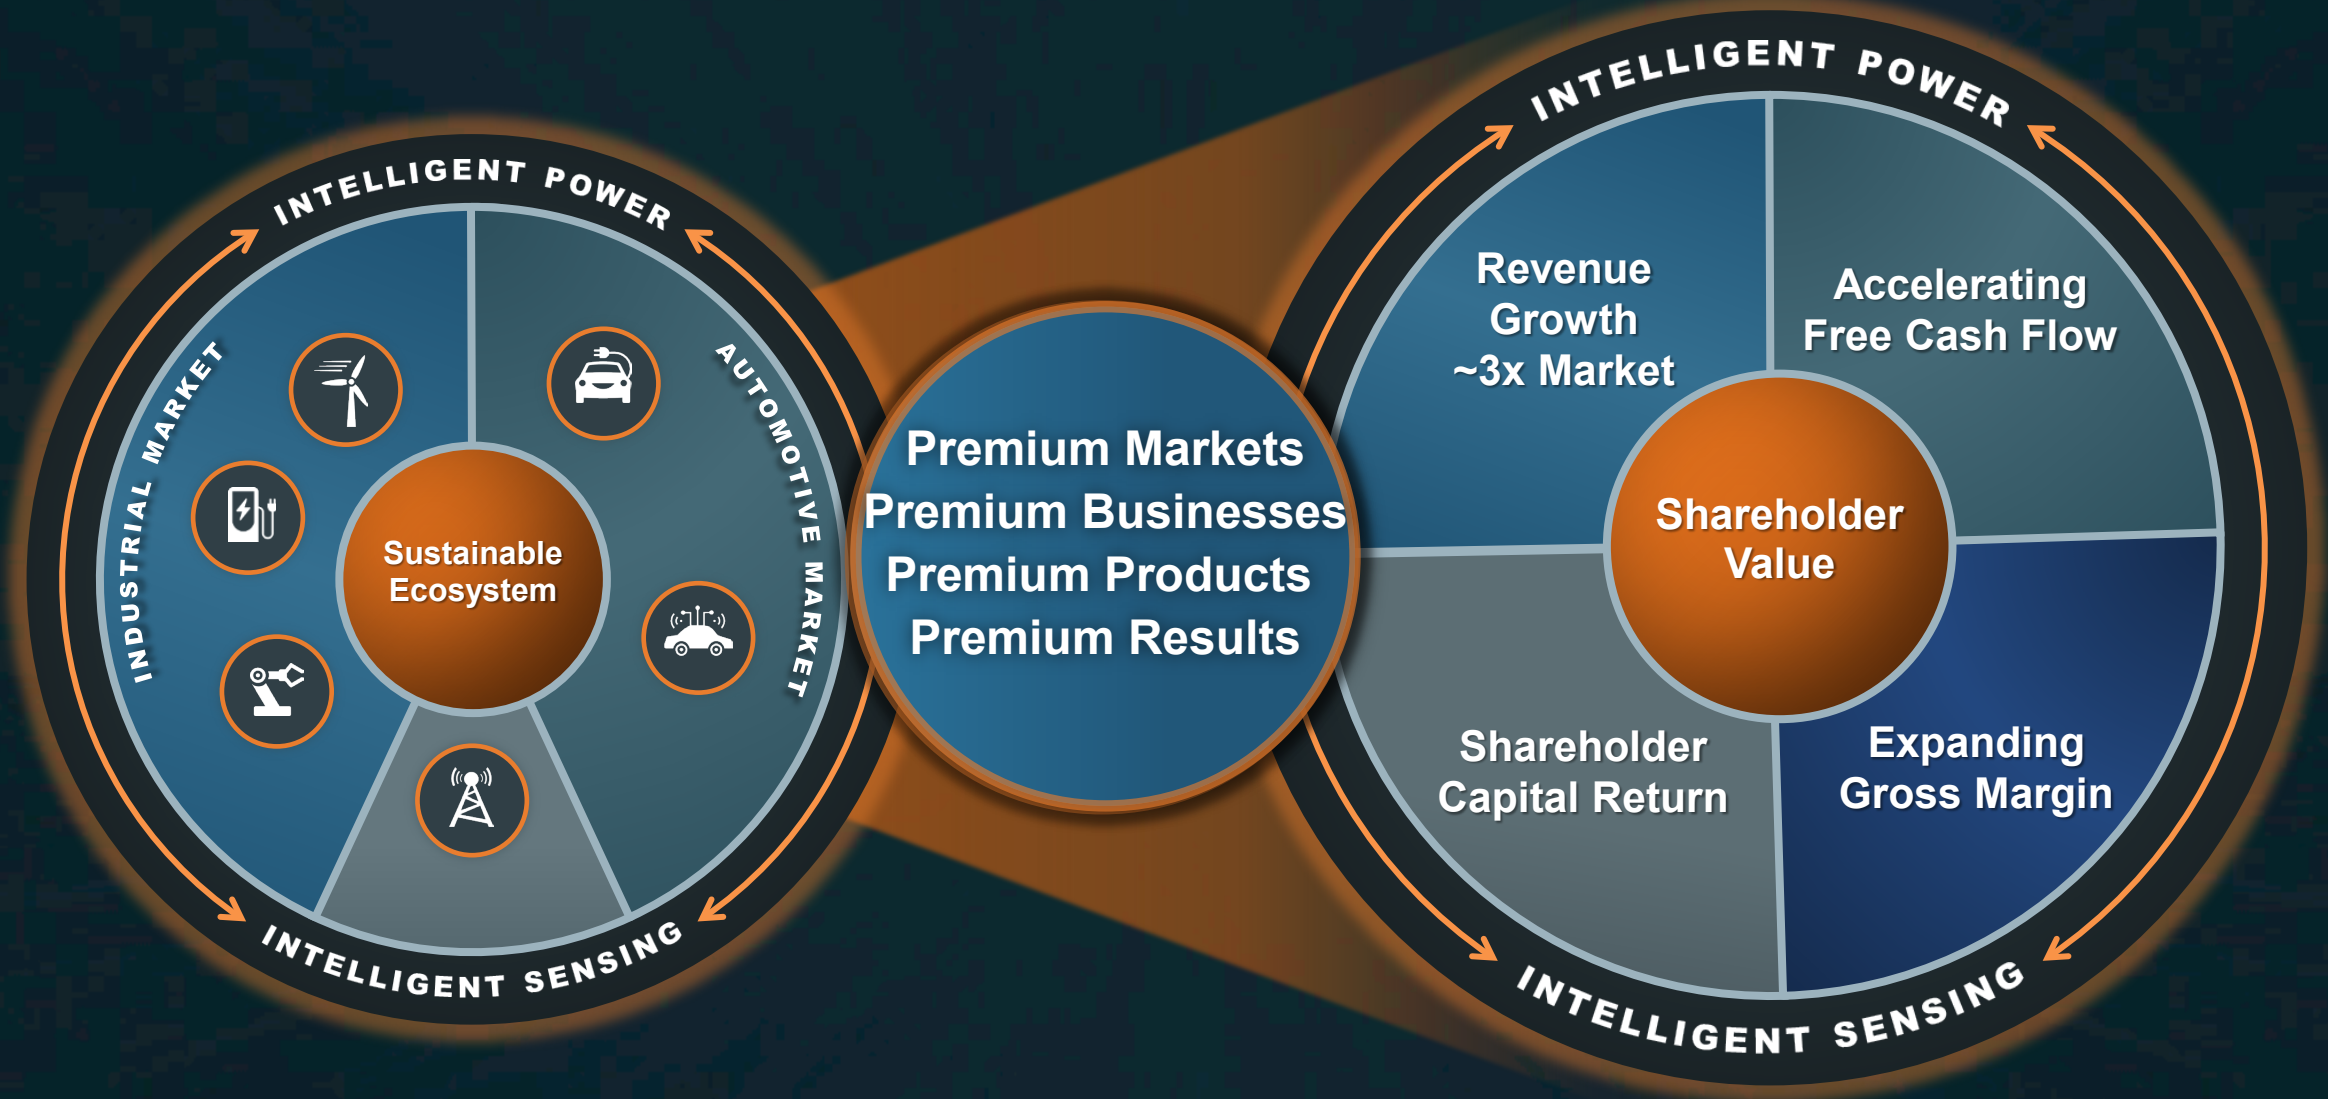 INTELLIGENT POWER
INDUSTRIAL MARKET
AUTOMOTIVE MARKET
Sustainable
Ecosystem
INTELLIGENT SENSING
Premium Markets
Premium Businesses
Premium Products
Premium Results
INTELLIGENT POWER
Revenue
Growth
~3x Market
Accelerating
Free Cash Flow
Shareholder
Value
Shareholder
Capital Return
Expanding
Gross Margin
INTELLIGENT SENSING